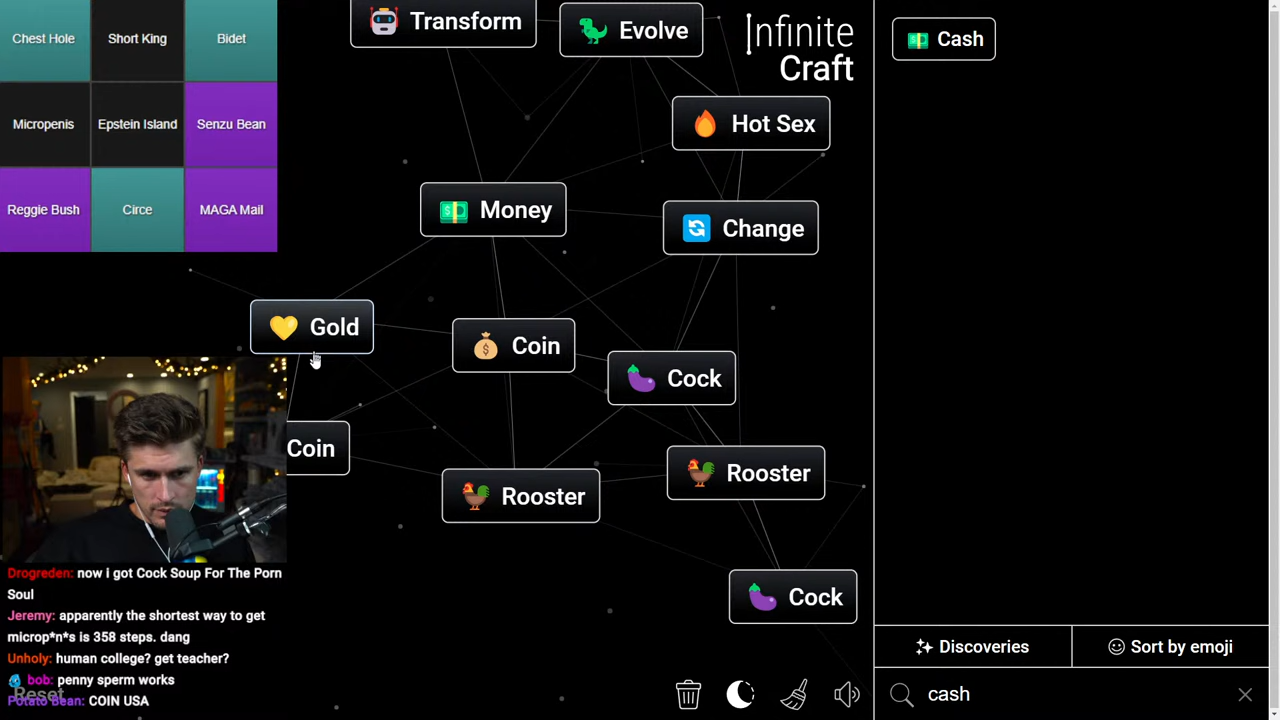 Chest Hole
Short King
Bidet
Micropenis
Epstein Island
Senzu Bean
Reggie Bush
Circe
MAGA Mail
Transform
Evolve
Infinite
Craft
Hot Sex
Money
Change
Gold
Coin
Cock
Coin
Rooster
Rooster
Cock
Cash
Drogreden: now i got Cock Soup For The Porn
Soul
Jeremy: apparently the shortest way to get
microp*n*s is 358 steps. dang
Unholy: human college? get teacher?
bob: penny sperm works
Potato Bean: COIN USA
Reset
Discoveries
Sort by emoji
cash